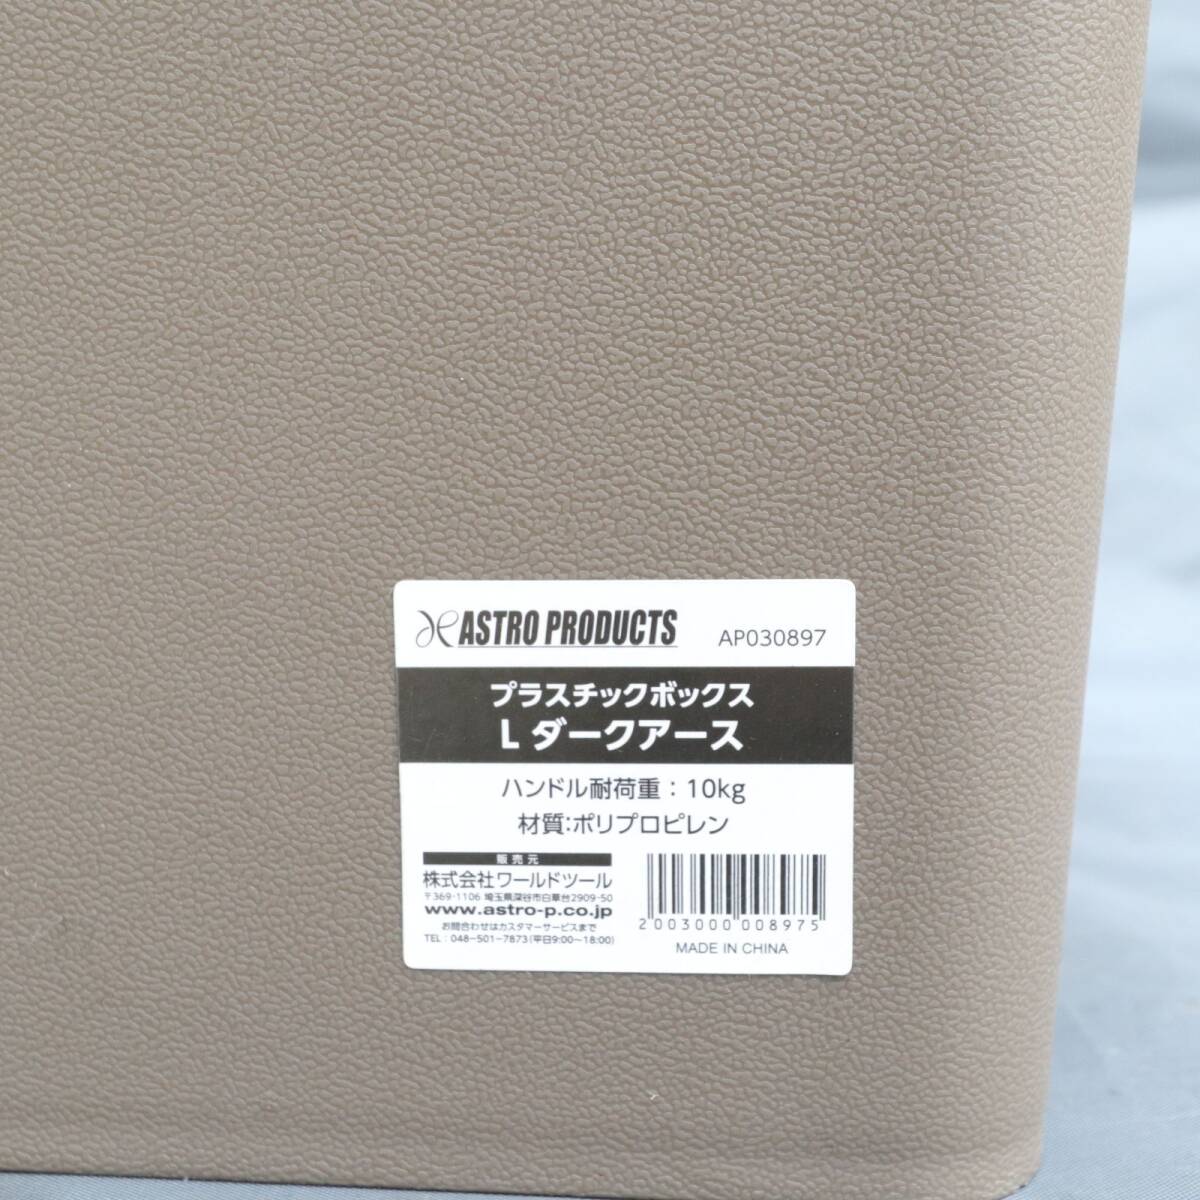 ASTRO PRODUCTS AP030897
プラスチックボックス
L ダークアース
ハンドル耐荷重：10kg
材質:ポリプロピレン
販売元
株式会社ワールドツール
〒369-1106 埼玉県深谷市白草台2909-50
www.astro-p.co.jp
お問合わせはカスタマーサービスまで
TEL：048-501-7873(平日9:00〜18:00)
2003000008975
MADE IN CHINA